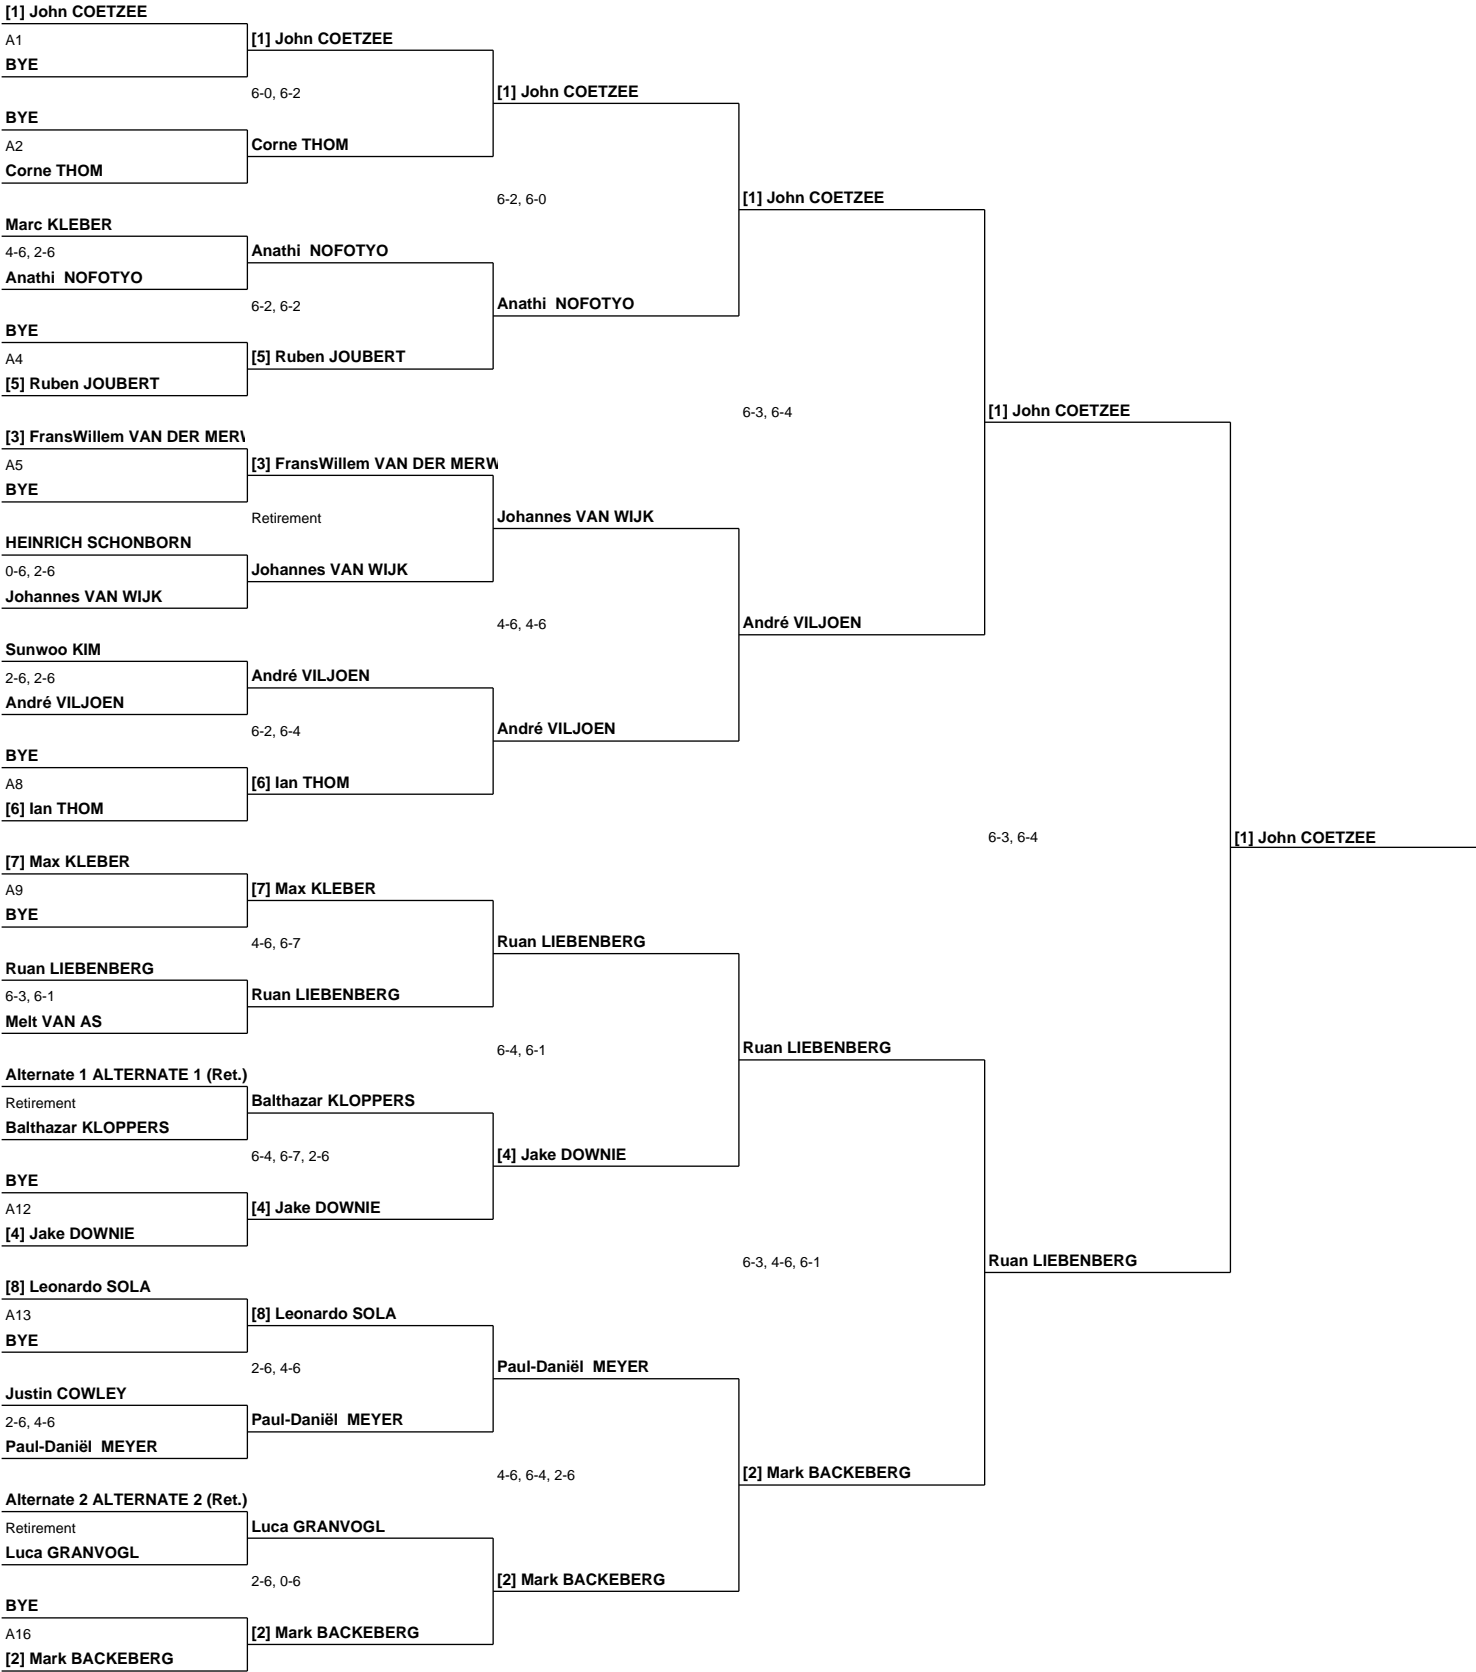 [1] John COETZEE
A1
[1] John COETZEE
BYE
6-0, 6-2
[1] John COETZEE
BYE
A2
Corne THOM
Corne THOM
6-2, 6-0
[1] John COETZEE
Marc KLEBER
4-6, 2-6
Anathi NOFOTYO
Anathi NOFOTYO
6-2, 6-2
Anathi NOFOTYO
BYE
A4
[5] Ruben JOUBERT
[5] Ruben JOUBERT
6-3, 6-4
[1] John COETZEE
[3] FransWillem VAN DER MERW
A5
[3] FransWillem VAN DER MERW
BYE
Retirement
Johannes VAN WIJK
HEINRICH SCHONBORN
0-6, 2-6
Johannes VAN WIJK
Johannes VAN WIJK
4-6, 4-6
André VILJOEN
Sunwoo KIM
2-6, 2-6
André VILJOEN
André VILJOEN
6-2, 6-4
André VILJOEN
BYE
A8
[6] Ian THOM
[6] Ian THOM
6-3, 6-4
[1] John COETZEE
[7] Max KLEBER
A9
[7] Max KLEBER
BYE
4-6, 6-7
Ruan LIEBENBERG
Ruan LIEBENBERG
6-3, 6-1
Ruan LIEBENBERG
Melt VAN AS
6-4, 6-1
Ruan LIEBENBERG
Alternate 1 ALTERNATE 1 (Ret.)
Retirement
Balthazar KLOPPERS
Balthazar KLOPPERS
6-4, 6-7, 2-6
[4] Jake DOWNIE
BYE
A12
[4] Jake DOWNIE
[4] Jake DOWNIE
6-3, 4-6, 6-1
Ruan LIEBENBERG
[8] Leonardo SOLA
A13
[8] Leonardo SOLA
BYE
2-6, 4-6
Paul-Daniël MEYER
Justin COWLEY
2-6, 4-6
Paul-Daniël MEYER
Paul-Daniël MEYER
4-6, 6-4, 2-6
[2] Mark BACKEBERG
Alternate 2 ALTERNATE 2 (Ret.)
Retirement
Luca GRANVOGL
Luca GRANVOGL
2-6, 0-6
[2] Mark BACKEBERG
BYE
A16
[2] Mark BACKEBERG
[2] Mark BACKEBERG